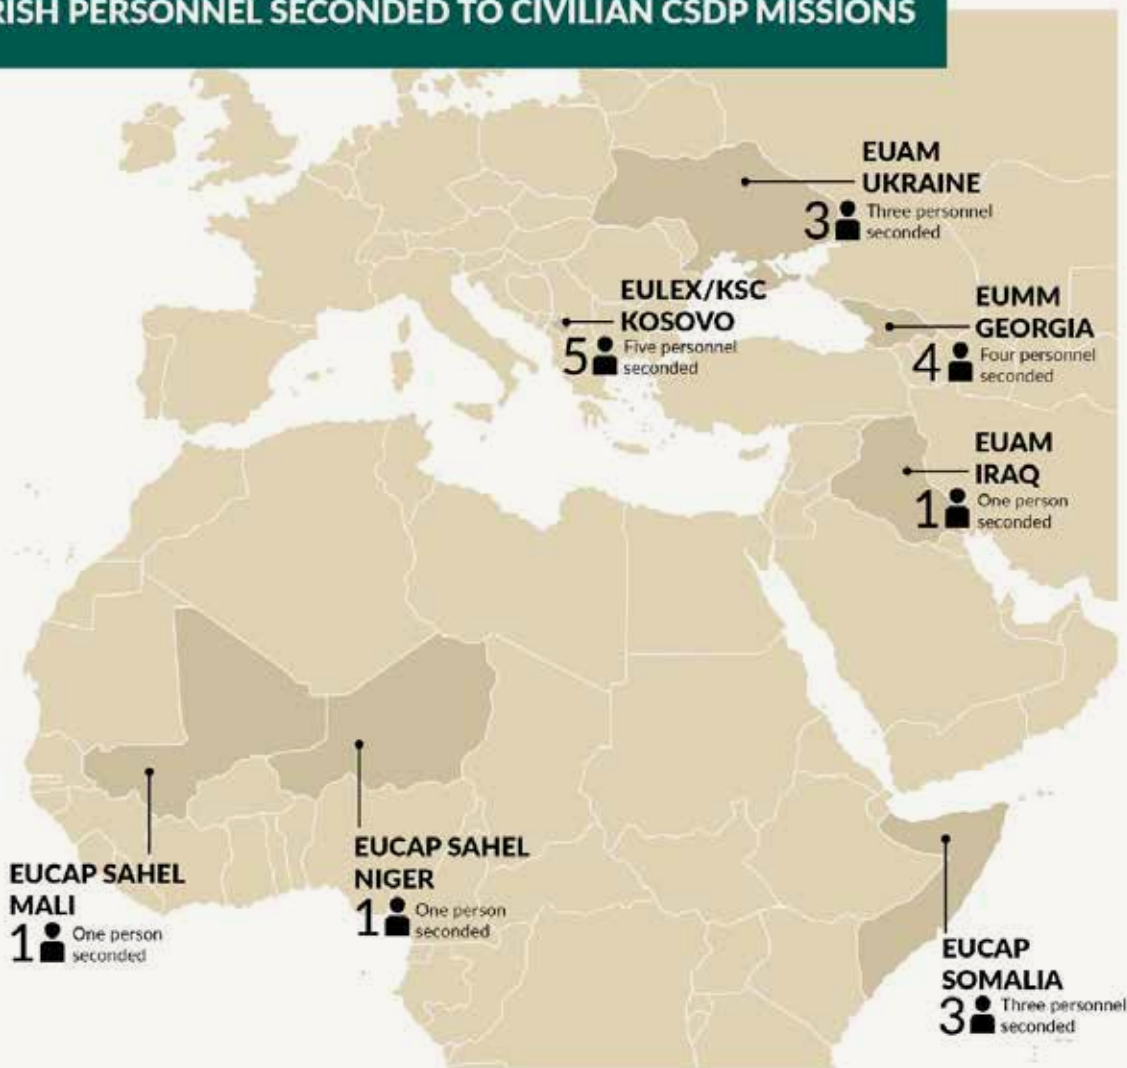 RISH PERSONNEL SECONDED TO CIVILIAN CSDP MISSIONS
EUAM
UKRAINE
3 Three personnel
seconded
EULEX/KSC
KOSOVO
5 Five personnel
seconded
EUMM
GEORGIA
4 Four personnel
seconded
EUAM
IRAQ
1 One person
seconded
EUCAP SAHEL
MALI
1 One person
seconded
EUCAP SAHEL
NIGER
1 One person
seconded
EUCAP
SOMALIA
3 Three personnel
seconded